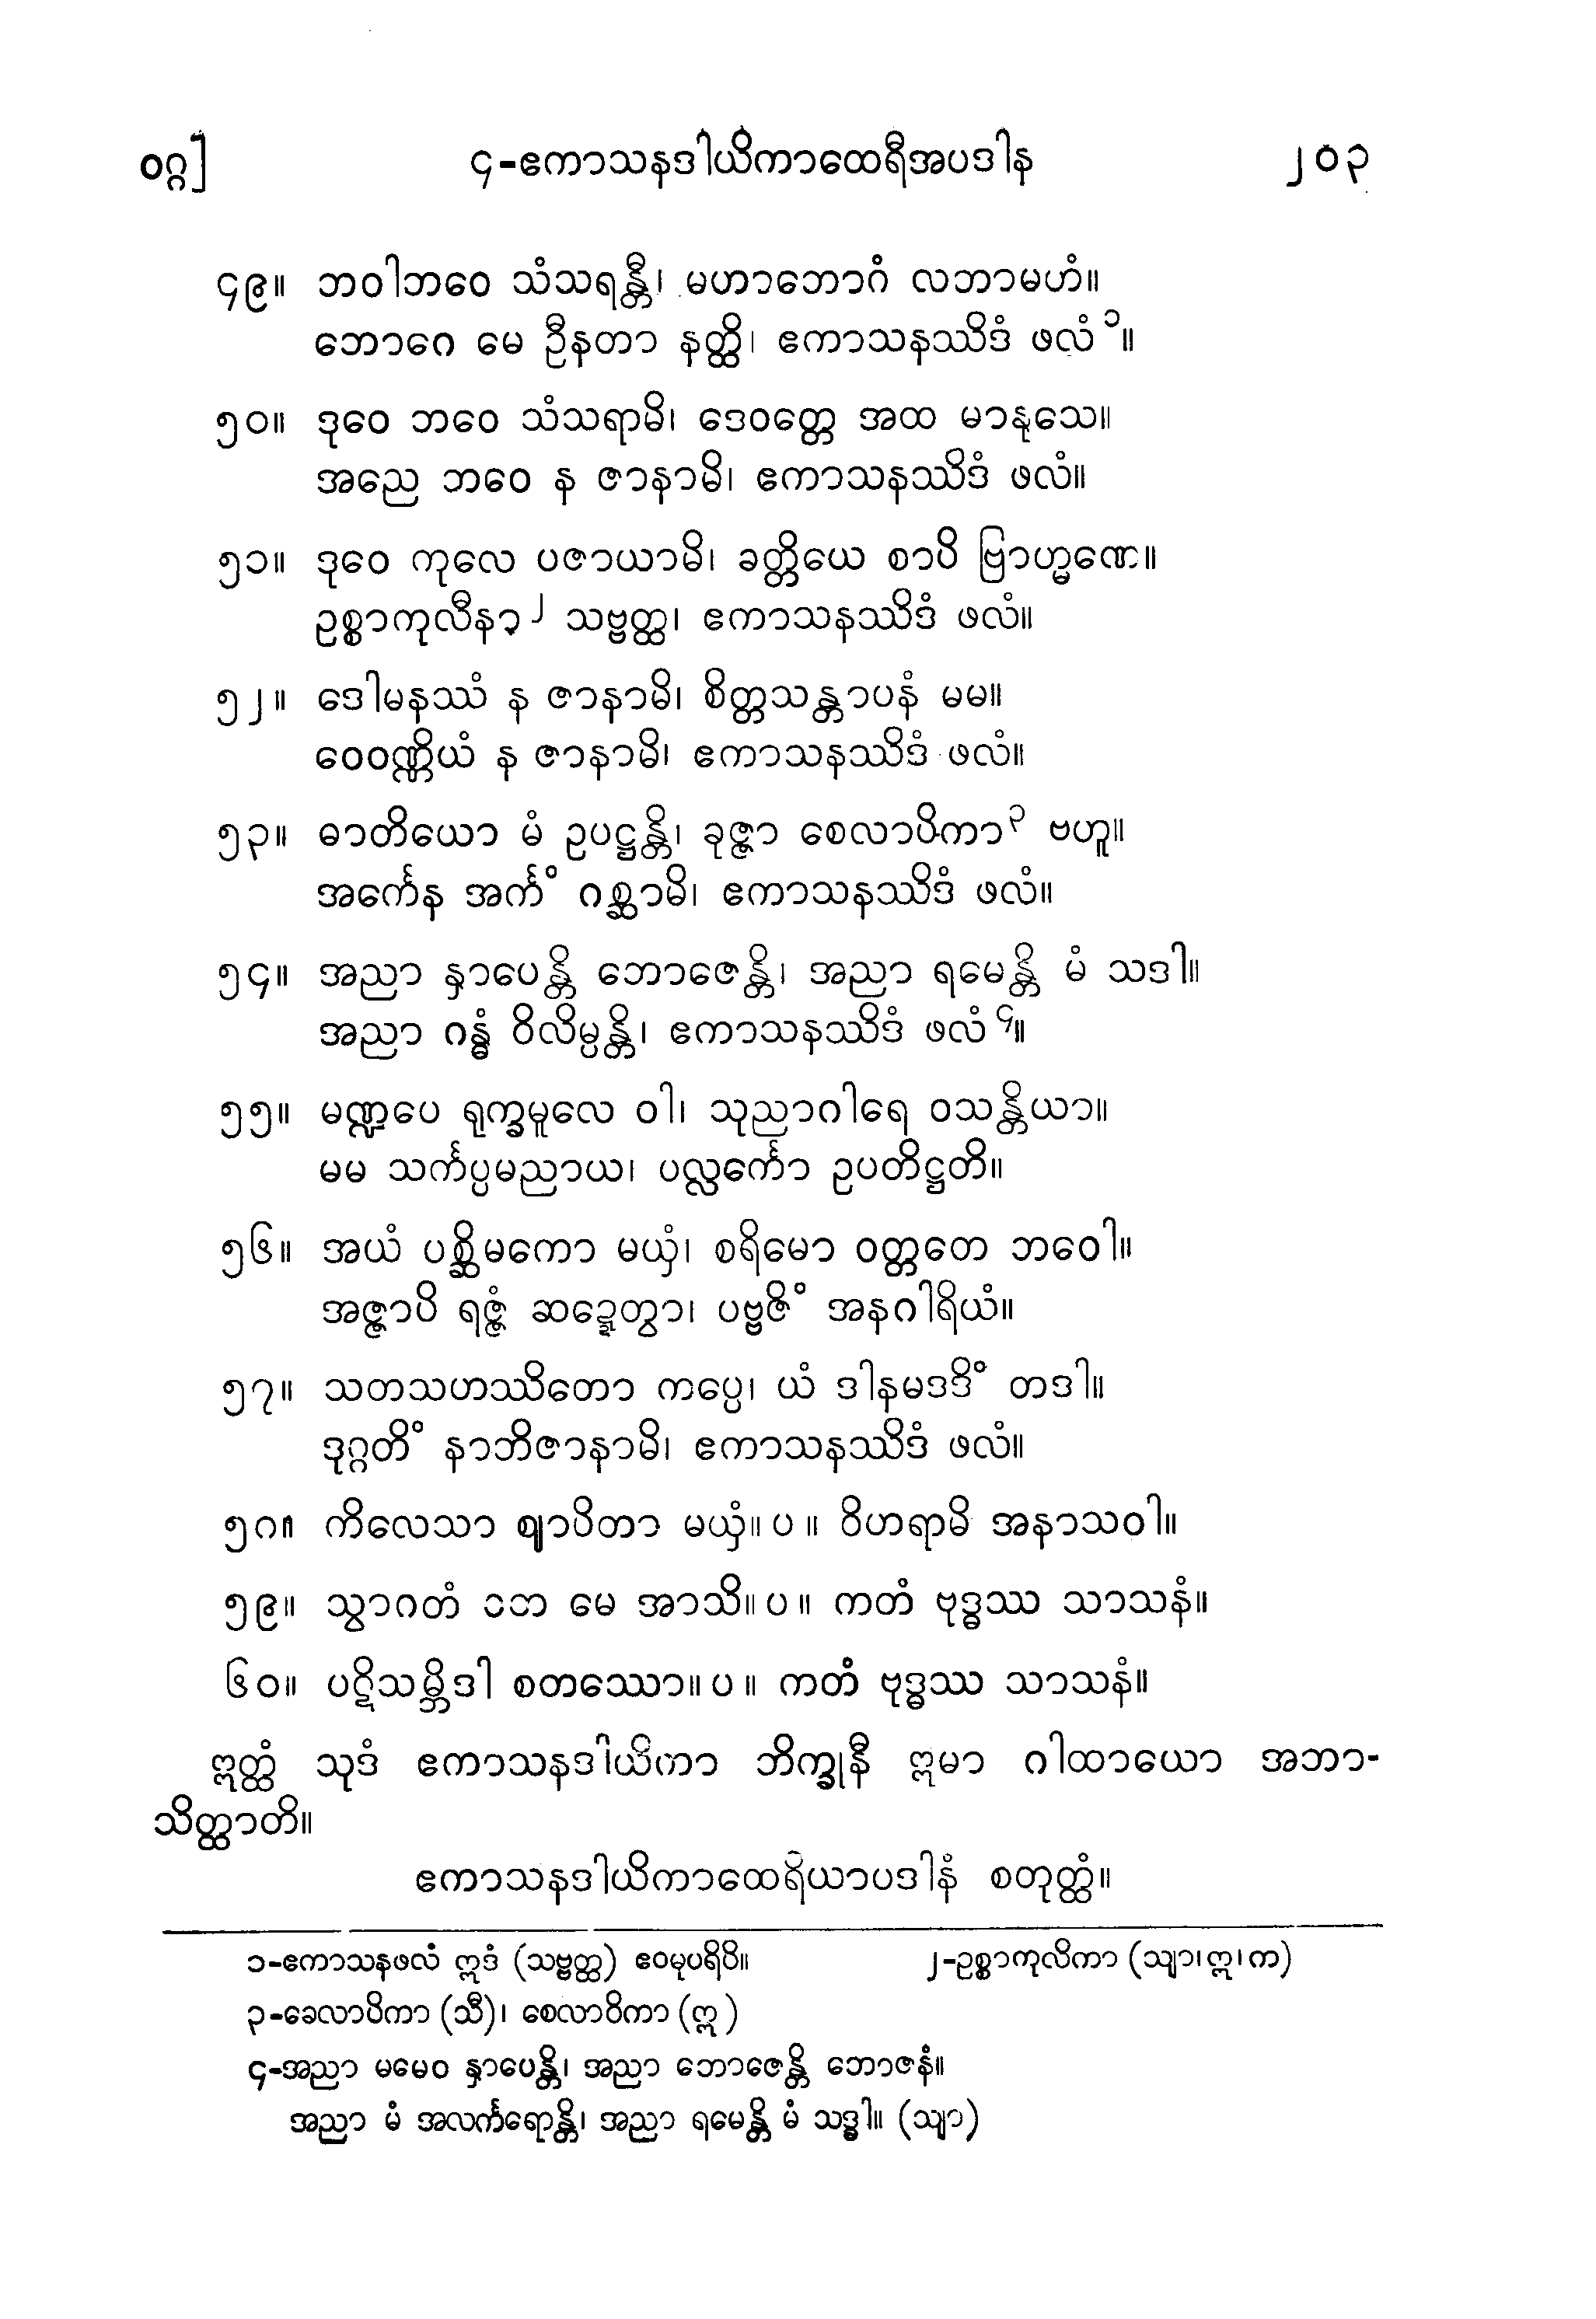 ဝဂ္ဂ]
၄-ဧကာသနဒါယိကာထေရီအပဒါန
၂၀၃
၄၉။ ဘဝါဘဝေ သံသရန္တီ၊ မဟာဘောဂံ လဘာမဟံ။
ဘောဂေ မေ ဦနတာ နတ္ထိ၊ ဧကာသနဿိဒံ ဖလံ ၁။
၅၀။ ဒုဝေ ဘဝေ သံသရာမိ၊ ဒေဝတ္တေ အထ မာနုသေ။
အညေ ဘဝေ န ဇာနာမိ၊ ဧကာသနဿိဒံ ဖလံ။
၅၁။ ဒုဝေ ကုလေ ပဇာယာမိ၊ ခတ္တိယေ စာပိ ဗြာဟ္မဏေ။
ဥစ္စာကုလီနာ ၂ သဗ္ဗတ္ထ၊ ဧကာသနဿိဒံ ဖလံ။
၅၂။ ဒေါမနဿံ န ဇာနာမိ၊ စိတ္တသန္တာပနံ မမ။
ဝေဝဏ္ဏိယံ န ဇာနာမိ၊ ဧကာသနဿိဒံ ဖလံ။
၅၃။ ဓာတိယော မံ ဥပဋ္ဌန္တိ၊ ခုဇ္ဇာ စေလာပိကာ ၃ ဗဟူ။
အင်္ကေန အင်္ကံ ဂစ္ဆာမိ၊ ဧကာသနဿိဒံ ဖလံ။
၅၄။ အညာ နှာပေန္တိ ဘောဇေန္တိ၊ အညာ ရမေန္တိ မံ သဒါ။
အညာ ဂန္ဓံ ဝိလိမ္ပန္တိ၊ ဧကာသနဿိဒံ ဖလံ ၄။
၅၅။ မဏ္ဍပေ ရုက္ခမူလေ ဝါ၊ သုညာဂါရေ ဝသန္တိယာ။
မမ သင်္ကပ္ပမညာယ၊ ပလ္လင်္ကော ဥပတိဋ္ဌတိ။
၅၆။ အယံ ပစ္ဆိမကော မယှံ၊ စရိမော ဝတ္တတေ ဘဝေါ။
အဇ္ဇာပိ ရဇ္ဇံ ဆဍ္ဍေတွာ၊ ပဗ္ဗဇိံ အနဂါရိယံ။
၅၇။ သတသဟဿိတော ကပ္ပေ၊ ယံ ဒါနမဒဒိံ တဒါ။
ဒုဂ္ဂတိံ နာဘိဇာနာမိ၊ ဧကာသနဿိဒံ ဖလံ။
၅၈။ ကိလေသာ ဈာပိတာ မယှံ။ ပ ။ ဝိဟရာမိ အနာသဝါ။
၅၉။ သွာဂတံ ဝတ မေ အာသိ။ ပ ။ ကတံ ဗုဒ္ဓဿ သာသနံ။
၆၀။ ပဋိသမ္ဘိဒါ စတဿော။ ပ ။ ကတံ ဗုဒ္ဓဿ သာသနံ။
ဣတ္ထံ သုဒံ ဧကာသနဒါယိကာ ဘိက္ခုနီ ဣမာ ဂါထာယော အဘာ-
သိတ္ထာတိ။
ဧကာသနဒါယိကာထေရိယာပဒါနံ စတုတ္ထံ။
၁-ဧကာသနဖလံ ဣဒံ (သဗ္ဗတ္ထ) ဧဝမုပရိပိ။ ၂-ဥစ္စာကုလိကာ (သျာ၊ဣ၊က)
၃-ခေလာပိကာ (သီ)၊ စေလာဝိကာ (ဣ)
၄-အညာ မမေဝ နှာပေန္တိ၊ အညာ ဘောဇေန္တိ ဘောဇနံ။
အညာ မံ အလင်္ကရောန္တိ၊ အညာ ရမေန္တိ မံ သဒ္ဓါ။ (သျာ)